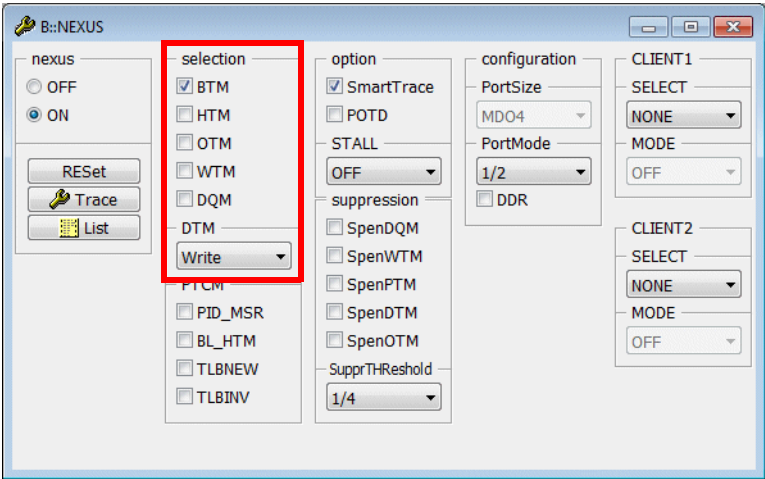 B::NEXUS
nexus
OFF
ON
RESet
Trace
List
selection
BTM
HTM
OTM
WTM
DQM
DTM
Write
PTCM
PID_MSR
BL_HTM
TLBNEW
TLBINV
option
SmartTrace
POTD
STALL
OFF
suppression
SpenDQM
SpenWTM
SpenPTM
SpenDTM
SpenOTM
SupprTHReshold
1/4
configuration
PortSize
MDO4
PortMode
1/2
DDR
CLIENT1
SELECT
NONE
MODE
OFF
CLIENT2
SELECT
NONE
MODE
OFF